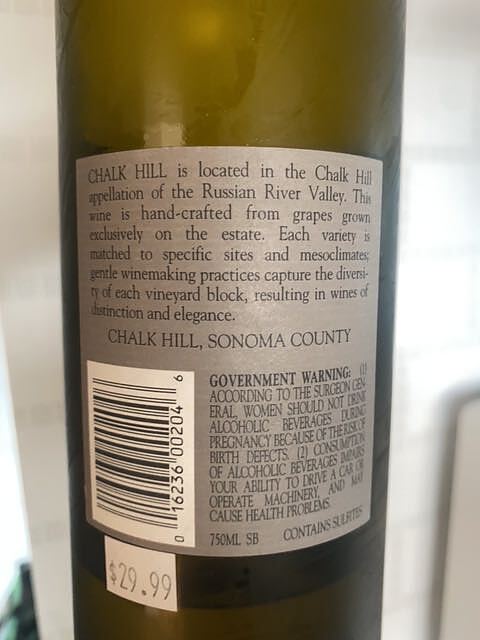 CHALK HILL is located in the Chalk Hill
appellation of the Russian River Valley. This
wine is hand-crafted from grapes grown
exclusively on the estate. Each variety is
matched to specific sites and mesoclimates;
gentle winemaking practices capture the diversi-
ty of each vineyard block, resulting in wines of
distinction and elegance.
CHALK HILL, SONOMA COUNTY
GOVERNMENT WARNING: (1)
ACCORDING TO THE SURGEON GEN-
ERAL, WOMEN SHOULD NOT DRINK
ALCOHOLIC BEVERAGES DURING
PREGNANCY BECAUSE OF THE RISK OF
BIRTH DEFECTS. (2) CONSUMPTION
OF ALCOHOLIC BEVERAGES IMPAIRS
YOUR ABILITY TO DRIVE A CAR OR
OPERATE MACHINERY, AND MAY
CAUSE HEALTH PROBLEMS.
750ML SB CONTAINS SULFITES
0 16236 00204 6
$29.99